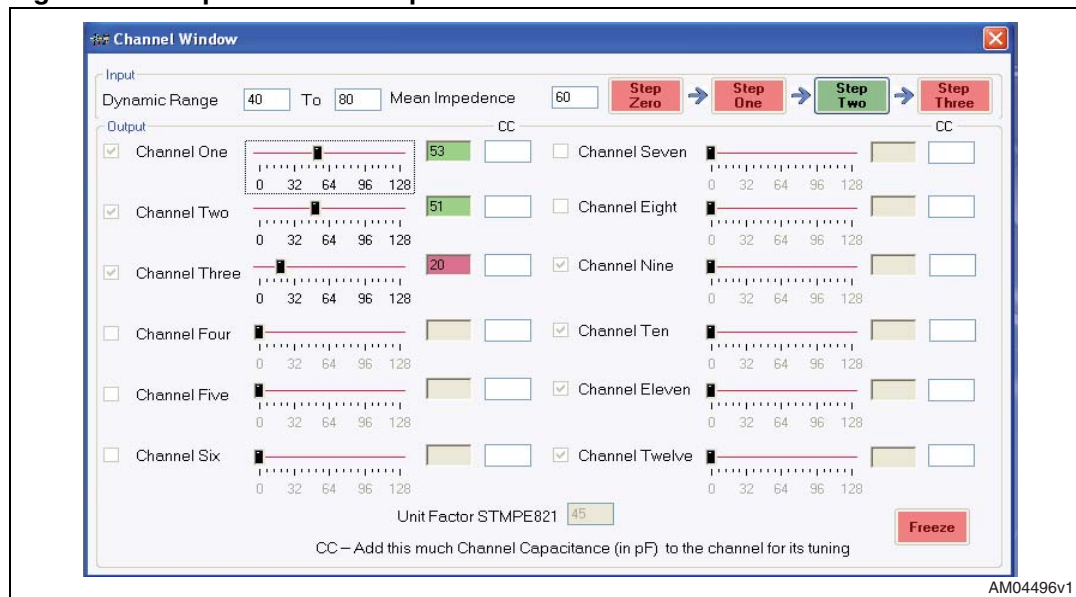 Channel Window
Input
Dynamic Range 40 To 80 Mean Impedence 60 Step Zero Step One Step Two Step Three
Output CC CC
Channel One 53
0 32 64 96 128
Channel Two 51
0 32 64 96 128
Channel Three 20
0 32 64 96 128
Channel Four
0 32 64 96 128
Channel Five
0 32 64 96 128
Channel Six
0 32 64 96 128
Channel Seven
0 32 64 96 128
Channel Eight
0 32 64 96 128
Channel Nine
0 32 64 96 128
Channel Ten
0 32 64 96 128
Channel Eleven
0 32 64 96 128
Channel Twelve
0 32 64 96 128
Unit Factor STMPE821 45
Freeze
CC – Add this much Channel Capacitance (in pF) to the channel for its tuning
AM04496v1